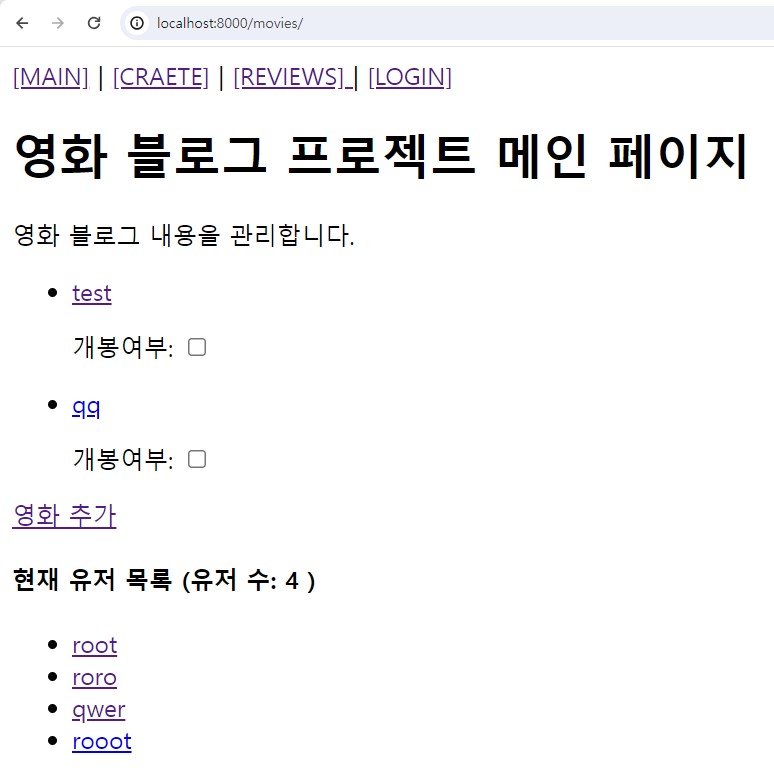 localhost:8000/movies/
[MAIN] | [CRAETE] | [REVIEWS] | [LOGIN]
영화 블로그 프로젝트 메인 페이지
영화 블로그 내용을 관리합니다.
test
개봉여부:
qq
개봉여부:
영화 추가
현재 유저 목록 (유저 수: 4 )
root
roro
qwer
rooot